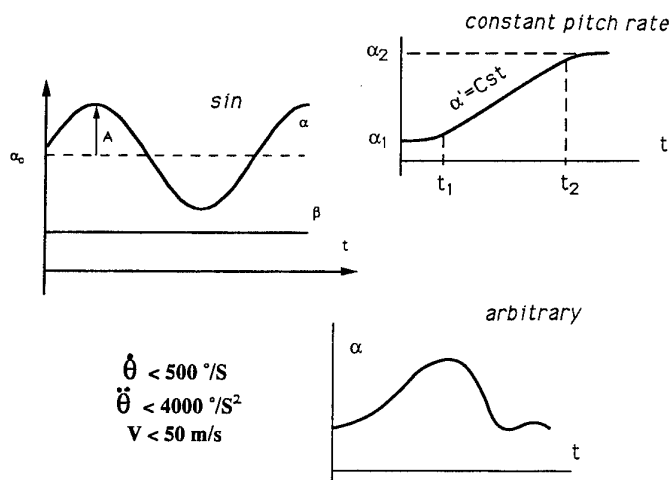 constant pitch rate
sin
α
A
α₀
β
t
α₂
α'=Cst
α₁
t
t₁
t₂
arbitrary
α
t
θ̇ < 500 °/S
θ̈ < 4000 °/S²
V < 50 m/s